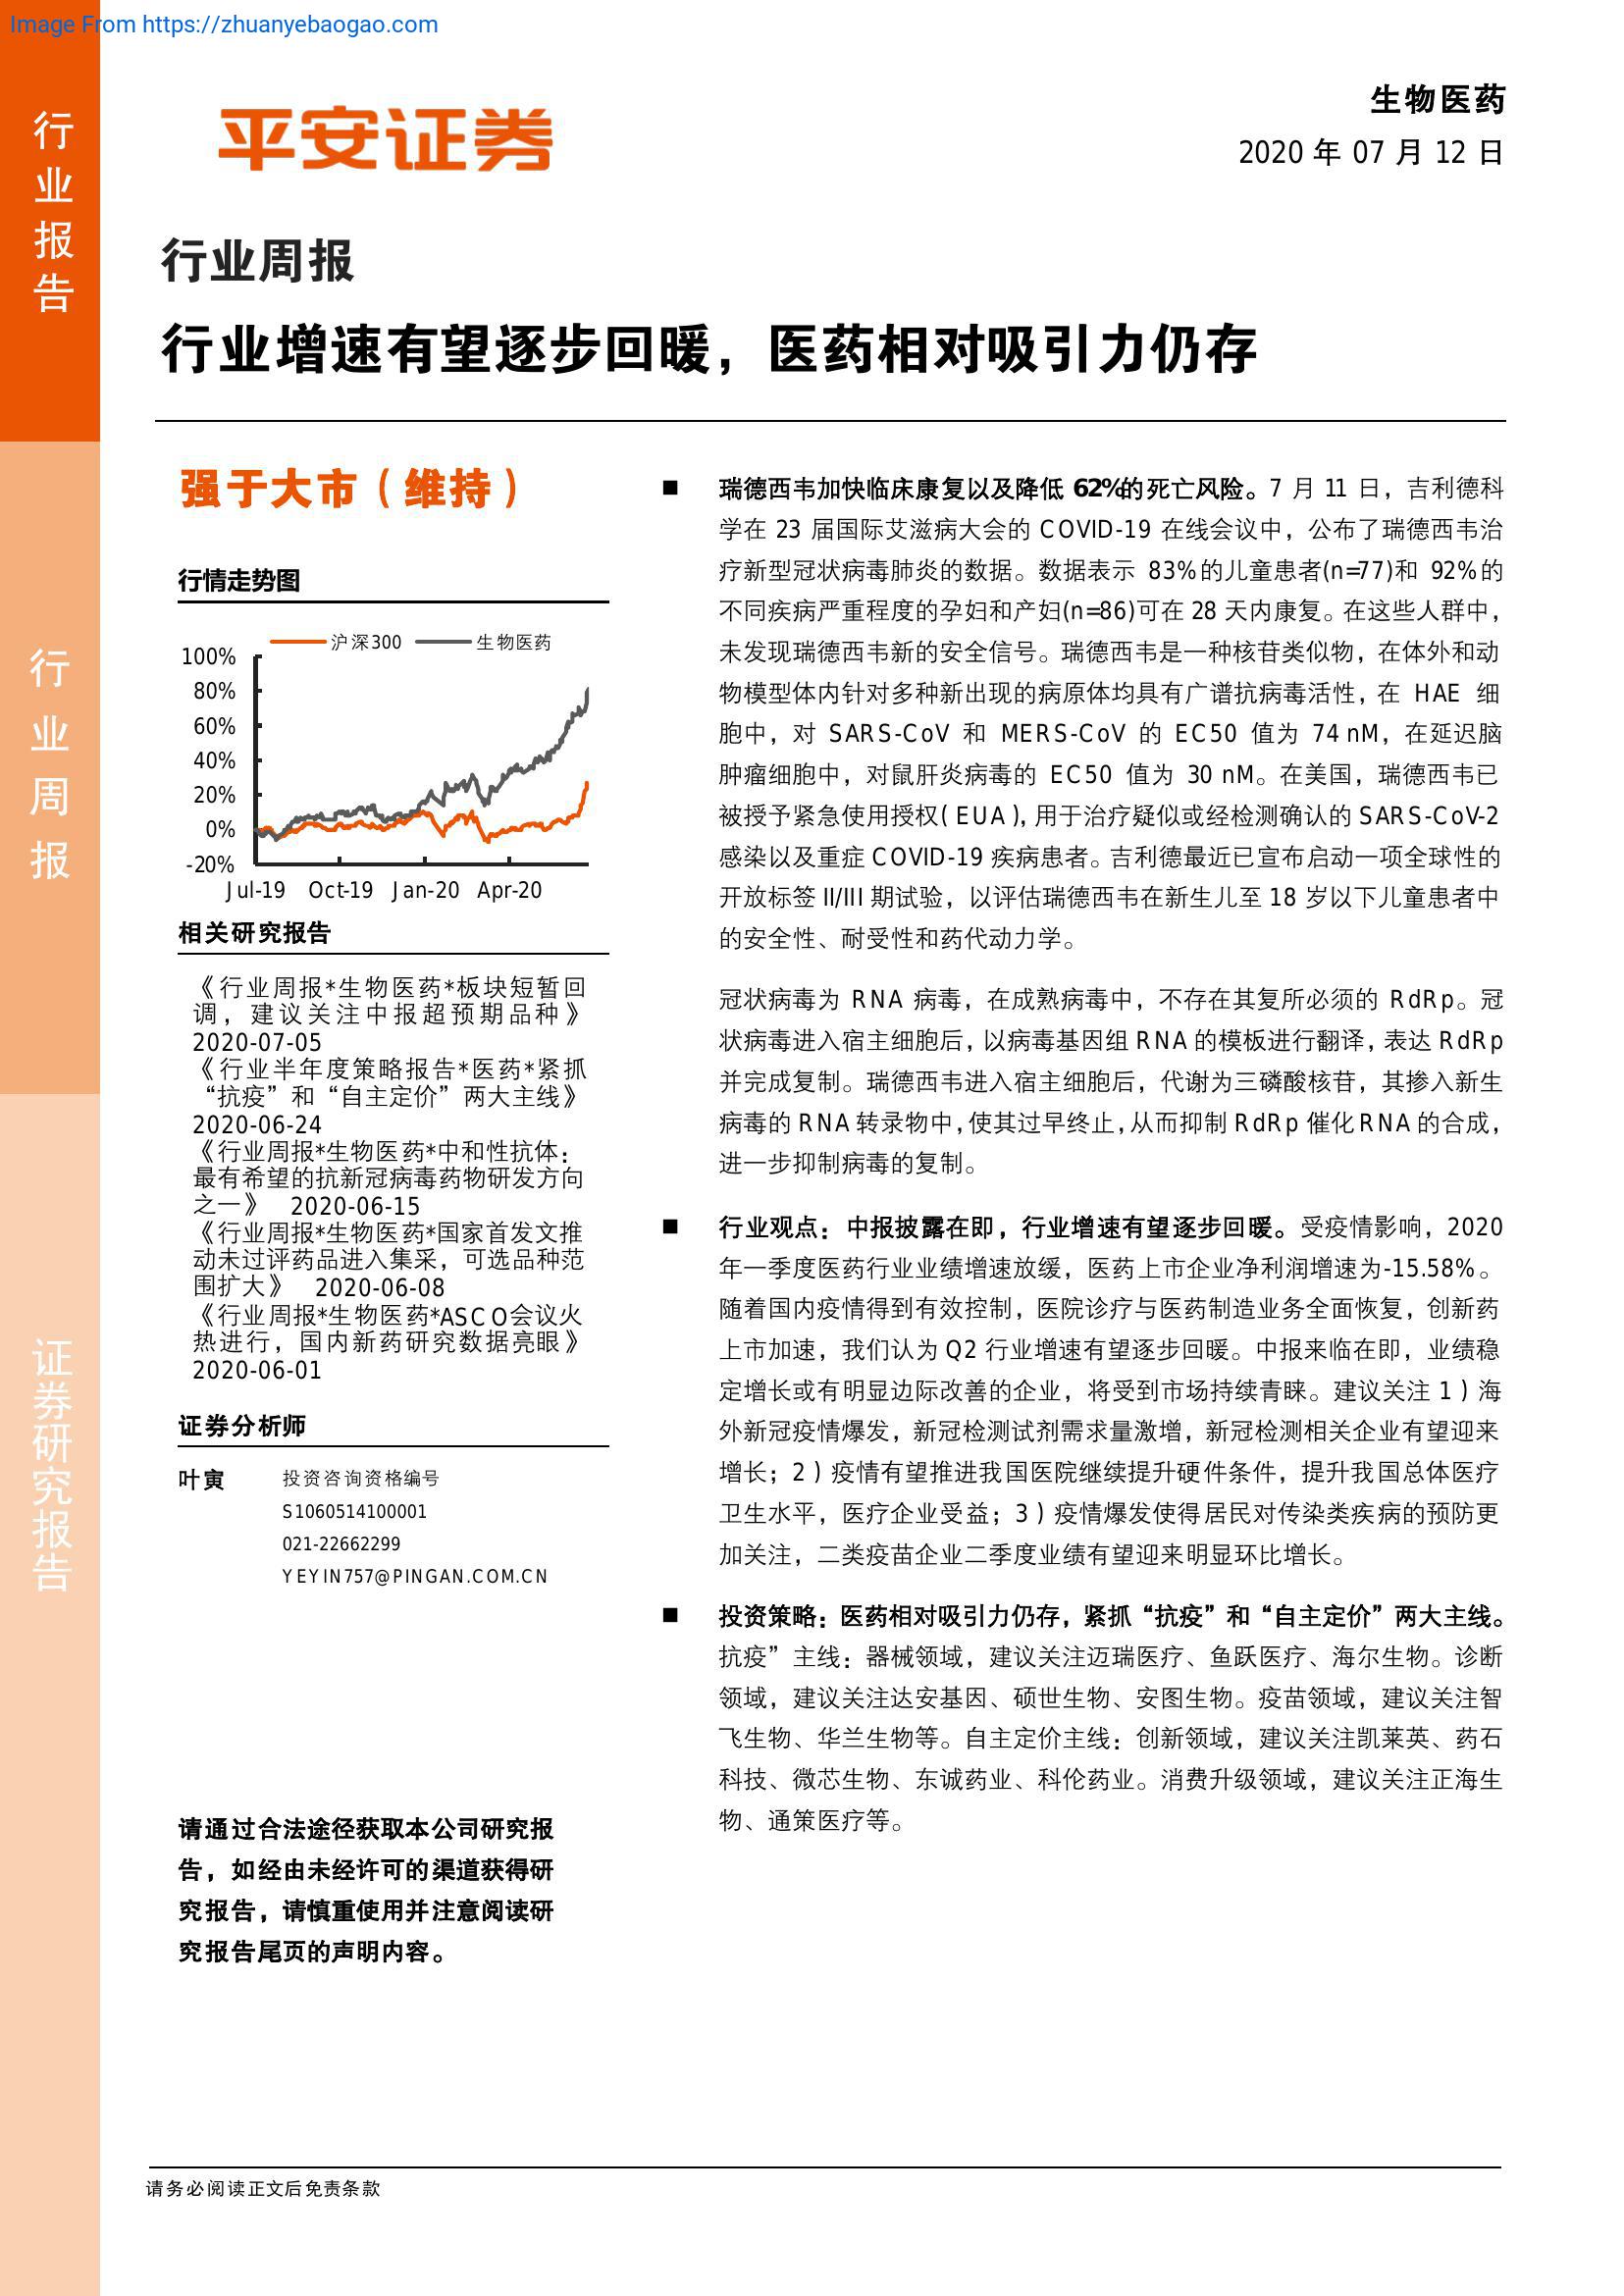 Image From https://zhuanyebaogao.com
行业报告
行业周报
证券研究报告
平安证券
生物医药
2020 年 07 月 12 日
行业周报
行业增速有望逐步回暖，医药相对吸引力仍存
强于大市（维持）
行情走势图
沪深300 生物医药
100%
80%
60%
40%
20%
0%
-20%
Jul-19 Oct-19 Jan-20 Apr-20
相关研究报告
《行业周报*生物医药*板块短暂回
调，建议关注中报超预期品种》
2020-07-05
《行业半年度策略报告*医药*紧抓
“抗疫”和“自主定价”两大主线》
2020-06-24
《行业周报*生物医药*中和性抗体：
最有希望的抗新冠病毒药物研发方向
之一》 2020-06-15
《行业周报*生物医药*国家首发文推
动未过评药品进入集采，可选品种范
围扩大》 2020-06-08
《行业周报*生物医药*ASCO会议火
热进行，国内新药研究数据亮眼》
2020-06-01
证券分析师
叶寅 投资咨询资格编号
S1060514100001
021-22662299
YEYIN757@PINGAN.COM.CN
请通过合法途径获取本公司研究报
告，如经由未经许可的渠道获得研
究报告，请慎重使用并注意阅读研
究报告尾页的声明内容。
■ 瑞德西韦加快临床康复以及降低 62%的死亡风险。7 月 11 日，吉利德科
学在 23 届国际艾滋病大会的 COVID-19 在线会议中，公布了瑞德西韦治
疗新型冠状病毒肺炎的数据。数据表示 83%的儿童患者(n=77)和 92%的
不同疾病严重程度的孕妇和产妇(n=86)可在 28 天内康复。在这些人群中，
未发现瑞德西韦新的安全信号。瑞德西韦是一种核苷类似物，在体外和动
物模型体内针对多种新出现的病原体均具有广谱抗病毒活性，在 HAE 细
胞中，对 SARS-CoV 和 MERS-CoV 的 EC50 值为 74 nM，在延迟脑
肿瘤细胞中，对鼠肝炎病毒的 EC50 值为 30 nM。在美国，瑞德西韦已
被授予紧急使用授权(EUA)，用于治疗疑似或经检测确认的 SARS-CoV-2
感染以及重症 COVID-19 疾病患者。吉利德最近已宣布启动一项全球性的
开放标签 II/III 期试验，以评估瑞德西韦在新生儿至 18 岁以下儿童患者中
的安全性、耐受性和药代动力学。
冠状病毒为 RNA 病毒，在成熟病毒中，不存在其复所必须的 RdRp。冠
状病毒进入宿主细胞后，以病毒基因组 RNA 的模板进行翻译，表达 RdRp
并完成复制。瑞德西韦进入宿主细胞后，代谢为三磷酸核苷，其掺入新生
病毒的 RNA 转录物中，使其过早终止，从而抑制 RdRp 催化 RNA 的合成，
进一步抑制病毒的复制。
■ 行业观点：中报披露在即，行业增速有望逐步回暖。受疫情影响，2020
年一季度医药行业业绩增速放缓，医药上市企业净利润增速为-15.58%。
随着国内疫情得到有效控制，医院诊疗与医药制造业务全面恢复，创新药
上市加速，我们认为 Q2 行业增速有望逐步回暖。中报来临在即，业绩稳
定增长或有明显边际改善的企业，将受到市场持续青睐。建议关注 1）海
外新冠疫情爆发，新冠检测试剂需求量激增，新冠检测相关企业有望迎来
增长；2）疫情有望推进我国医院继续提升硬件条件，提升我国总体医疗
卫生水平，医疗企业受益；3）疫情爆发使得居民对传染类疾病的预防更
加关注，二类疫苗企业二季度业绩有望迎来明显环比增长。
■ 投资策略：医药相对吸引力仍存，紧抓“抗疫”和“自主定价”两大主线。
抗疫”主线：器械领域，建议关注迈瑞医疗、鱼跃医疗、海尔生物。诊断
领域，建议关注达安基因、硕世生物、安图生物。疫苗领域，建议关注智
飞生物、华兰生物等。自主定价主线：创新领域，建议关注凯莱英、药石
科技、微芯生物、东诚药业、科伦药业。消费升级领域，建议关注正海生
物、通策医疗等。
请务必阅读正文后免责条款